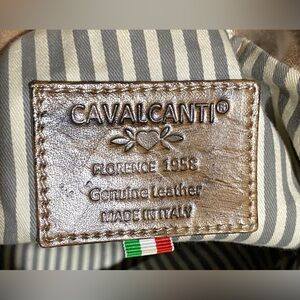 CAVALCANTI®
FLORENCE 1958
Genuine Leather
MADE IN ITALY